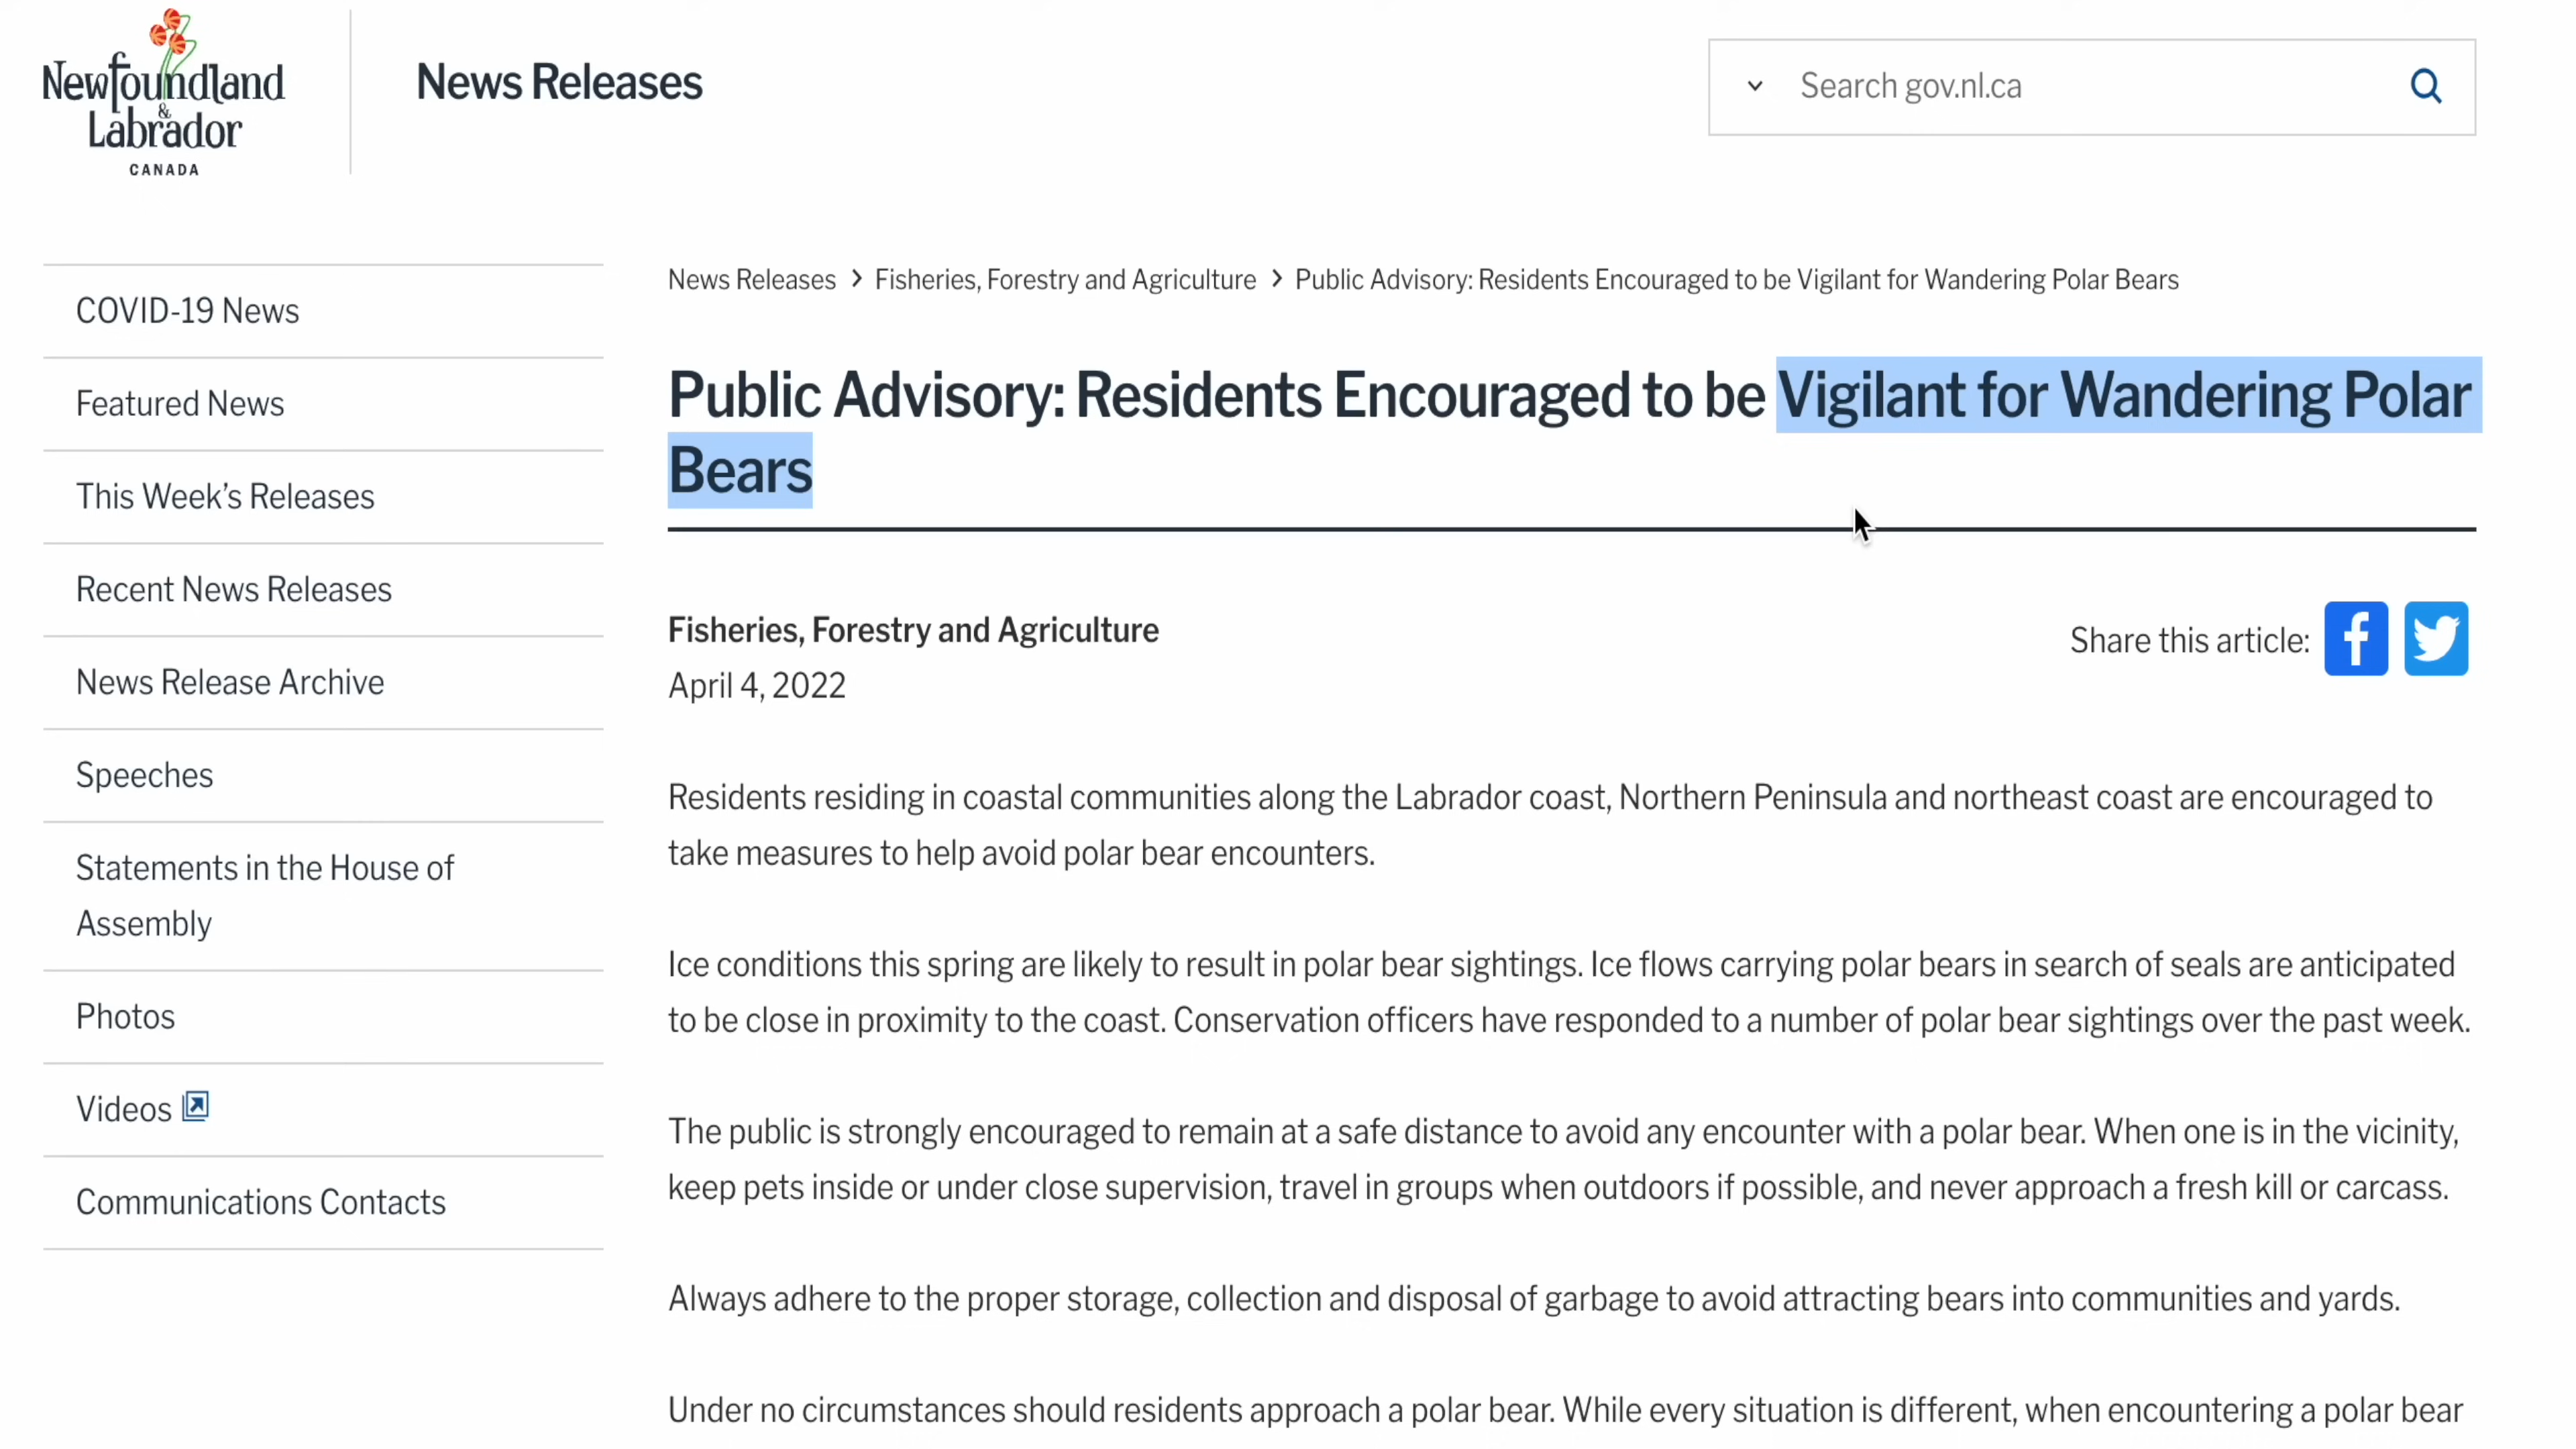 Newfoundland
&
Labrador
CANADA
News Releases
Search gov.nl.ca
COVID-19 News
Featured News
This Week's Releases
Recent News Releases
News Release Archive
Speeches
Statements in the House of
Assembly
Photos
Videos
Communications Contacts
News Releases > Fisheries, Forestry and Agriculture > Public Advisory: Residents Encouraged to be Vigilant for Wandering Polar Bears
Public Advisory: Residents Encouraged to be Vigilant for Wandering Polar
Bears
Fisheries, Forestry and Agriculture
April 4, 2022
Share this article:
Residents residing in coastal communities along the Labrador coast, Northern Peninsula and northeast coast are encouraged to
take measures to help avoid polar bear encounters.
Ice conditions this spring are likely to result in polar bear sightings. Ice flows carrying polar bears in search of seals are anticipated
to be close in proximity to the coast. Conservation officers have responded to a number of polar bear sightings over the past week.
The public is strongly encouraged to remain at a safe distance to avoid any encounter with a polar bear. When one is in the vicinity,
keep pets inside or under close supervision, travel in groups when outdoors if possible, and never approach a fresh kill or carcass.
Always adhere to the proper storage, collection and disposal of garbage to avoid attracting bears into communities and yards.
Under no circumstances should residents approach a polar bear. While every situation is different, when encountering a polar bear